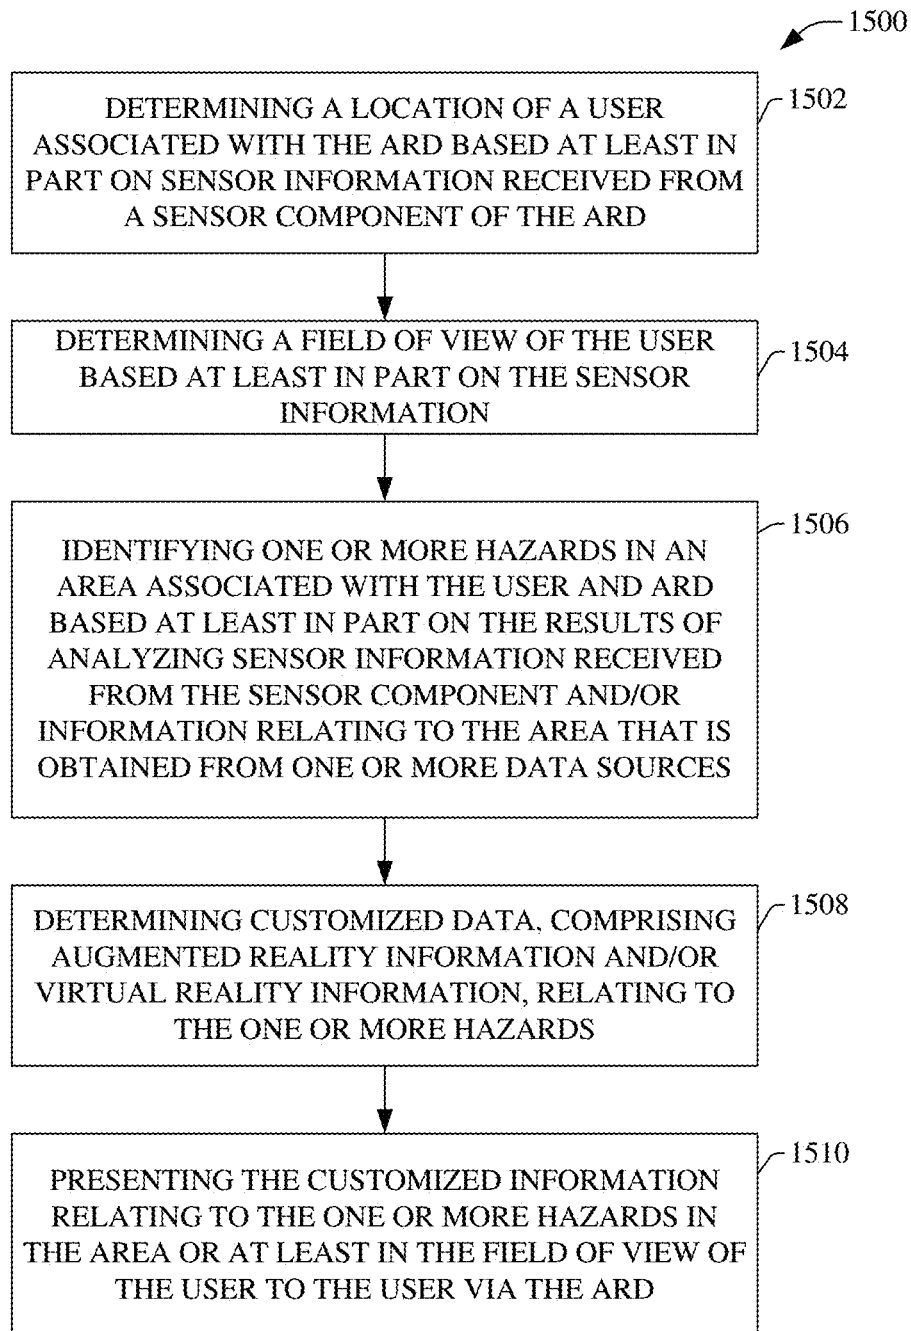 1500
1502
DETERMINING A LOCATION OF A USER
ASSOCIATED WITH THE ARD BASED AT LEAST IN
PART ON SENSOR INFORMATION RECEIVED FROM
A SENSOR COMPONENT OF THE ARD
1504
DETERMINING A FIELD OF VIEW OF THE USER
BASED AT LEAST IN PART ON THE SENSOR
INFORMATION
1506
IDENTIFYING ONE OR MORE HAZARDS IN AN
AREA ASSOCIATED WITH THE USER AND ARD
BASED AT LEAST IN PART ON THE RESULTS OF
ANALYZING SENSOR INFORMATION RECEIVED
FROM THE SENSOR COMPONENT AND/OR
INFORMATION RELATING TO THE AREA THAT IS
OBTAINED FROM ONE OR MORE DATA SOURCES
1508
DETERMINING CUSTOMIZED DATA, COMPRISING
AUGMENTED REALITY INFORMATION AND/OR
VIRTUAL REALITY INFORMATION, RELATING TO
THE ONE OR MORE HAZARDS
1510
PRESENTING THE CUSTOMIZED INFORMATION
RELATING TO THE ONE OR MORE HAZARDS IN
THE AREA OR AT LEAST IN THE FIELD OF VIEW OF
THE USER TO THE USER VIA THE ARD